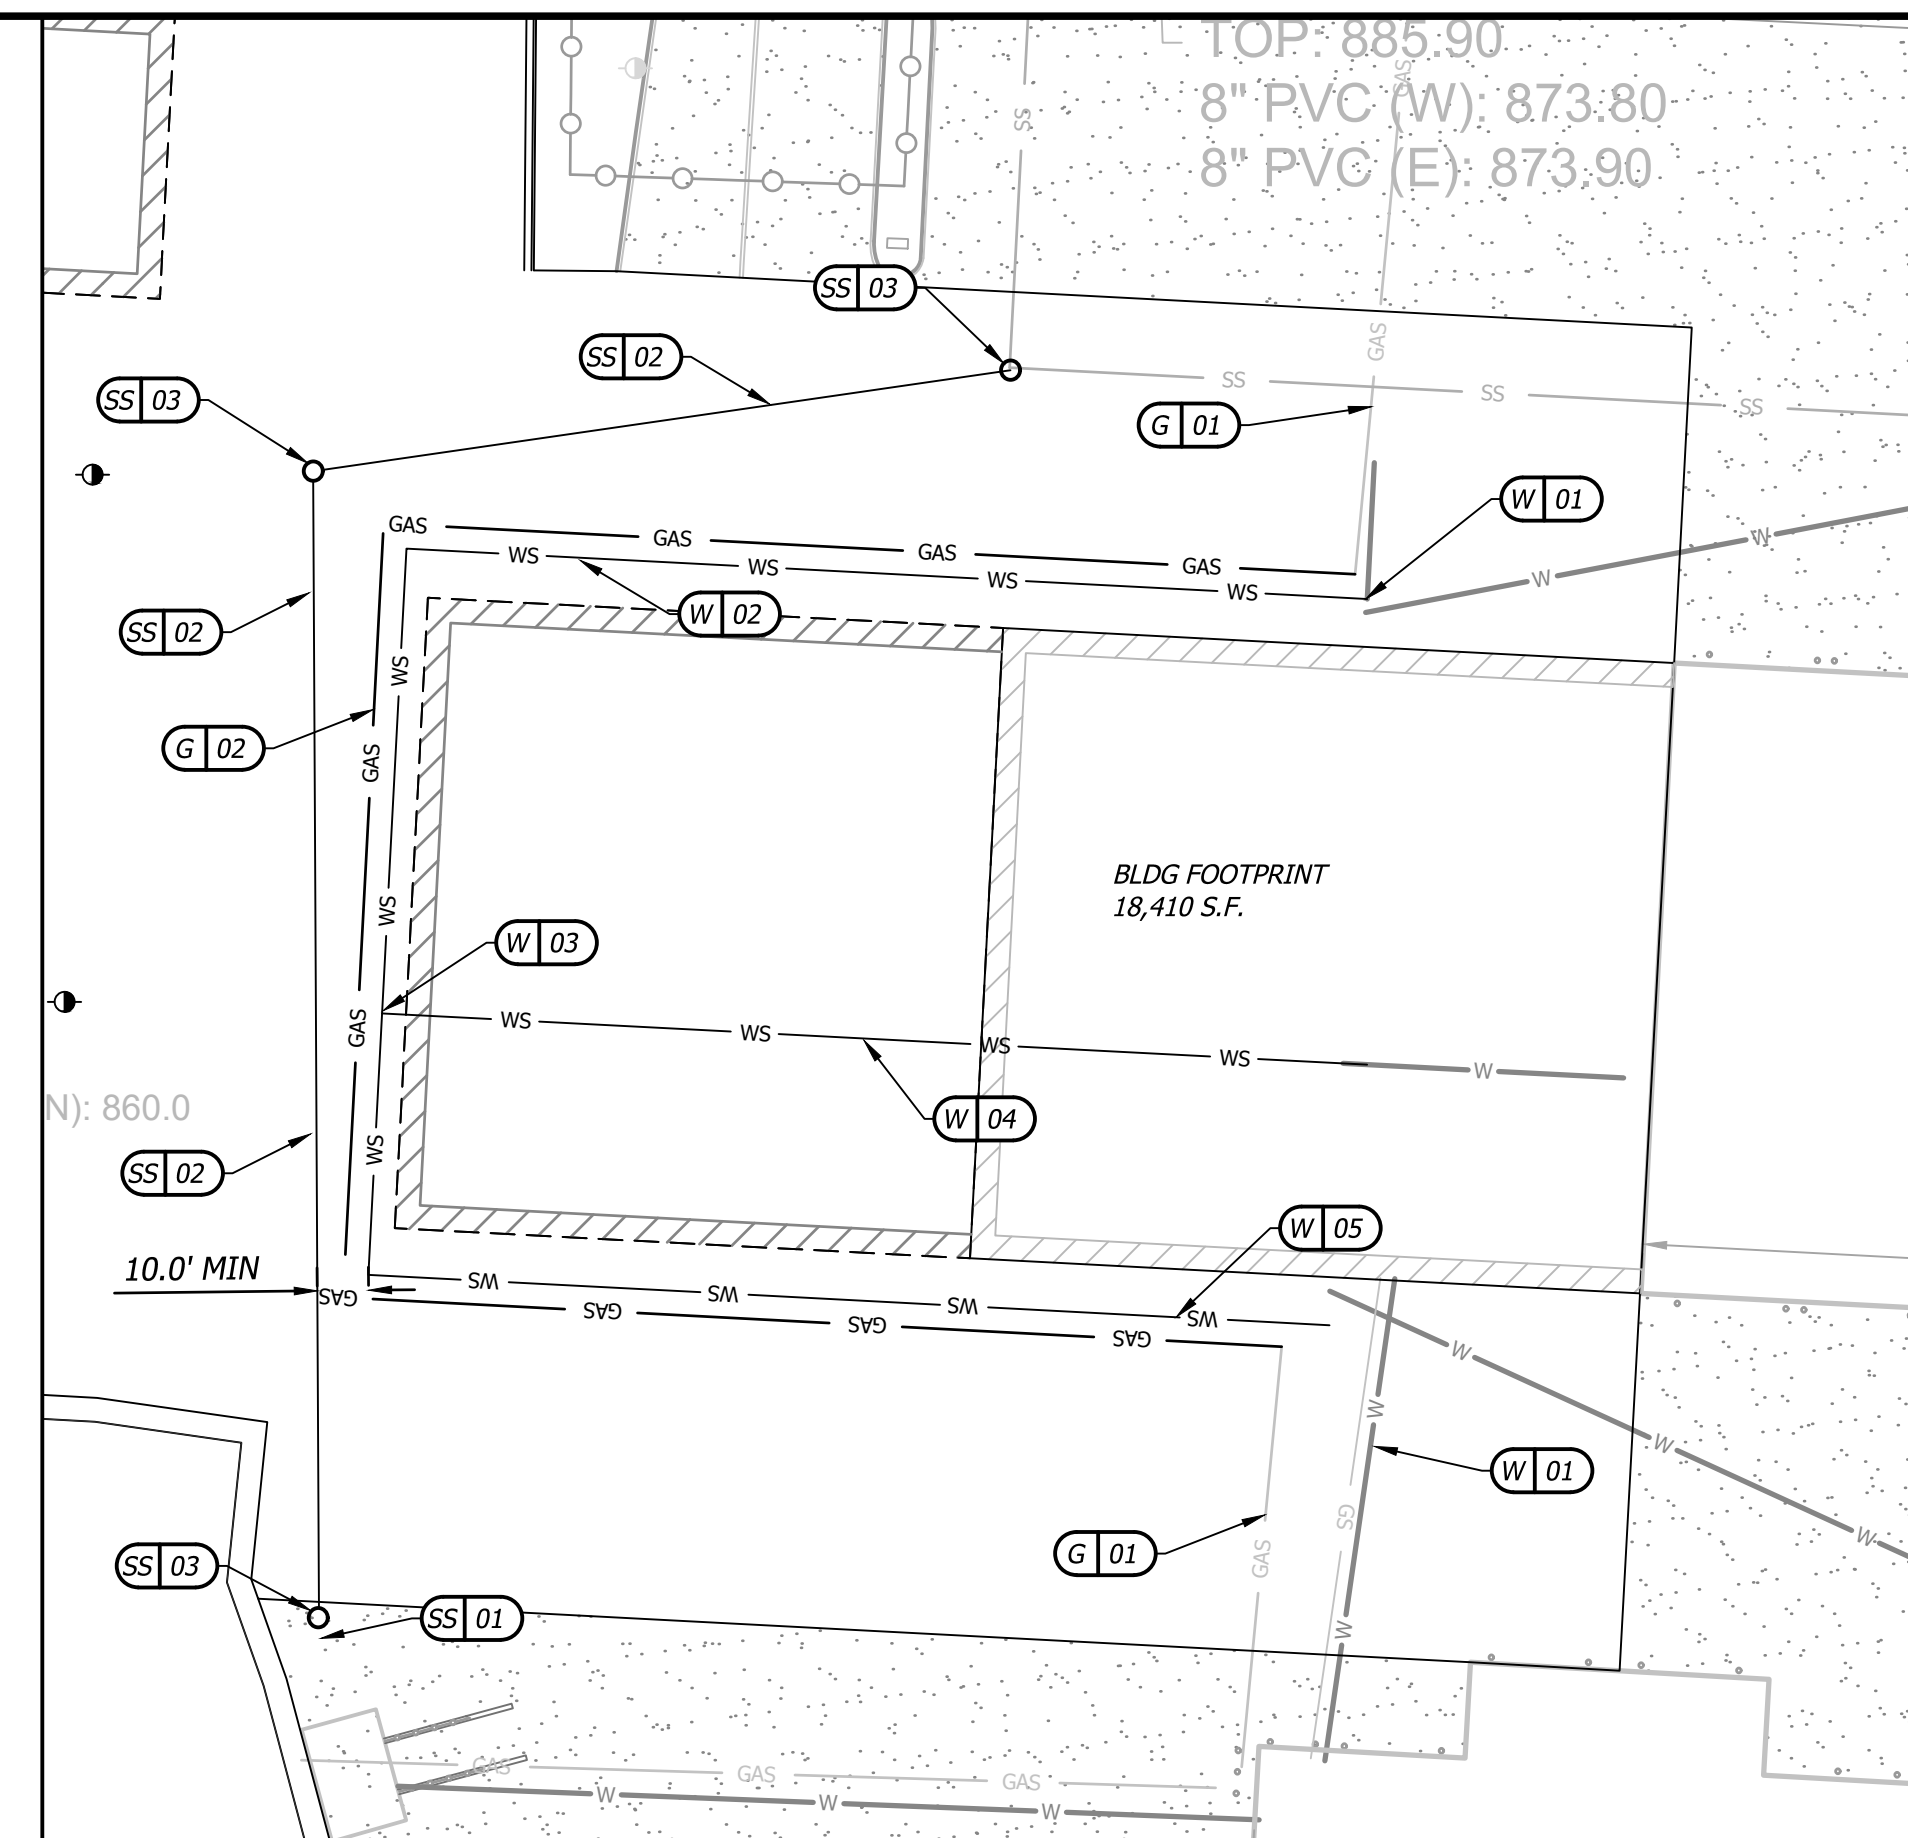 TOP: 885.90
8" PVC (W): 873.80
8" PVC (E): 873.90
GAS
SS
SS 03
GAS
SS 02
SS
SS
SS
SS 03
G 01
W 01
GAS
GAS
GAS
GAS
WS
WS
WS
WS
W
W
W 02
SS 02
WS
G 02
GAS
BLDG FOOTPRINT
18,410 S.F.
WS
W 03
GAS
WS
WS
WS
WS
W
N): 860.0
W 04
WS
SS 02
W 05
10.0' MIN
GAS
WS
WS
WS
WS
GAS
GAS
GAS
W
W
W
W
W 01
GS
G 01
GAS
SS 03
SS 01
W
GAS
GAS
GAS
W
W
W